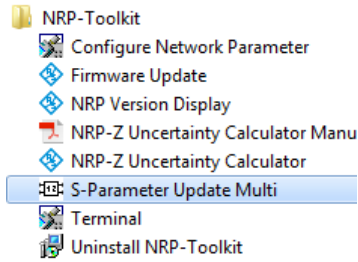 NRP-Toolkit
Configure Network Parameter
Firmware Update
NRP Version Display
NRP-Z Uncertainty Calculator Manu
NRP-Z Uncertainty Calculator
S-Parameter Update Multi
Terminal
Uninstall NRP-Toolkit